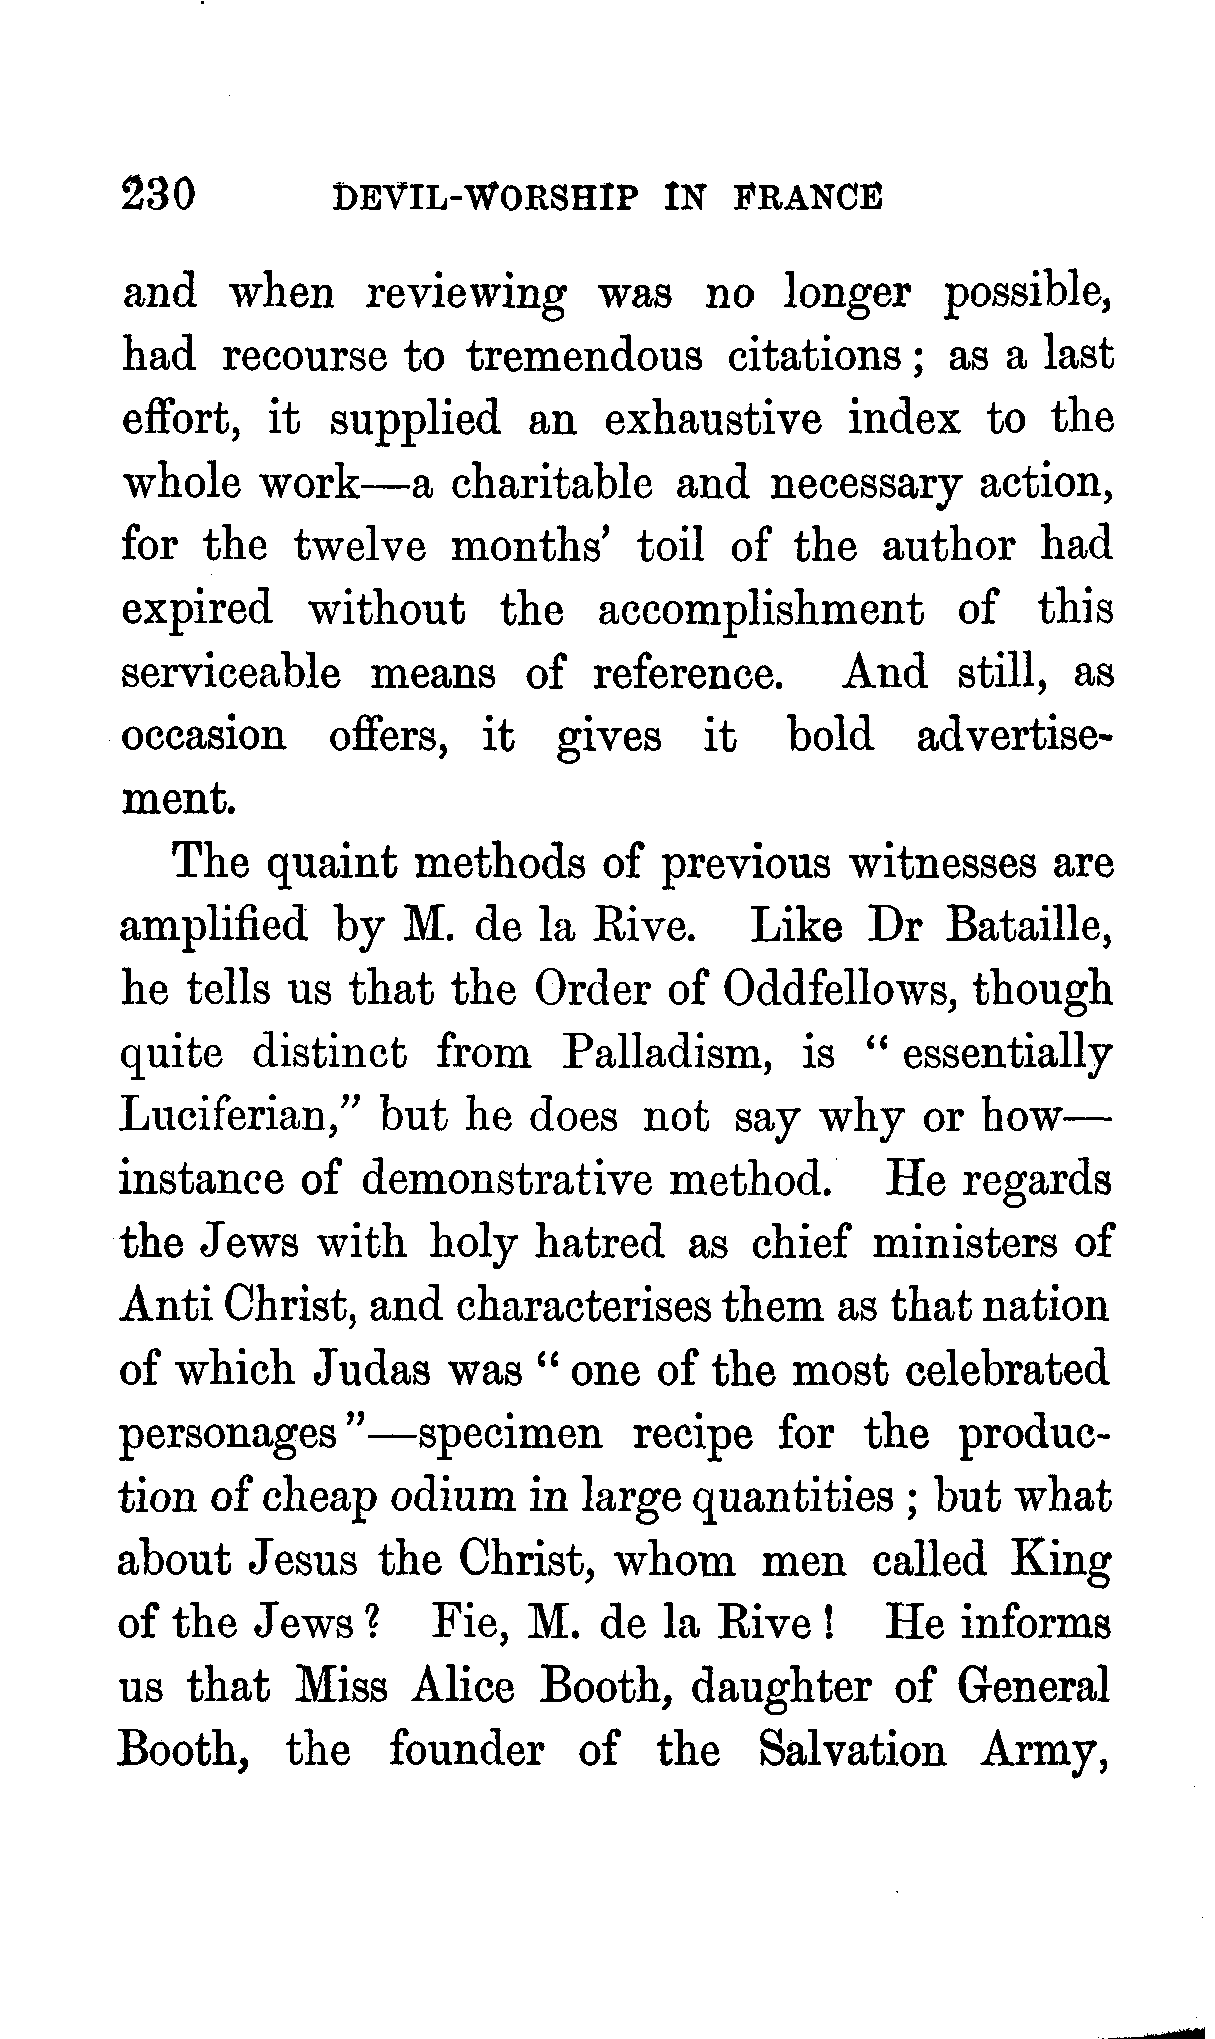 230 DEVIL-WORSHIP IN FRANCE
and when reviewing was no longer possible,
had recourse to tremendous citations ; as a last
effort, it supplied an exhaustive index to the
whole work—a charitable and necessary action,
for the twelve months’ toil of the author had
expired without the accomplishment of this
serviceable means of reference. And still, as
occasion offers, it gives it bold advertise-
ment.
The quaint methods of previous witnesses are
amplified by M. de la Rive. Like Dr Bataille,
he tells us that the Order of Oddfellows, though
quite distinct from Palladism, is “ essentially
Luciferian,” but he does not say why or how—
instance of demonstrative method. He regards
the Jews with holy hatred as chief ministers of
Anti Christ, and characterises them as that nation
of which Judas was “ one of the most celebrated
personages ”—specimen recipe for the produc-
tion of cheap odium in large quantities ; but what
about Jesus the Christ, whom men called King
of the Jews ? Fie, M. de la Rive ! He informs
us that Miss Alice Booth, daughter of General
Booth, the founder of the Salvation Army,